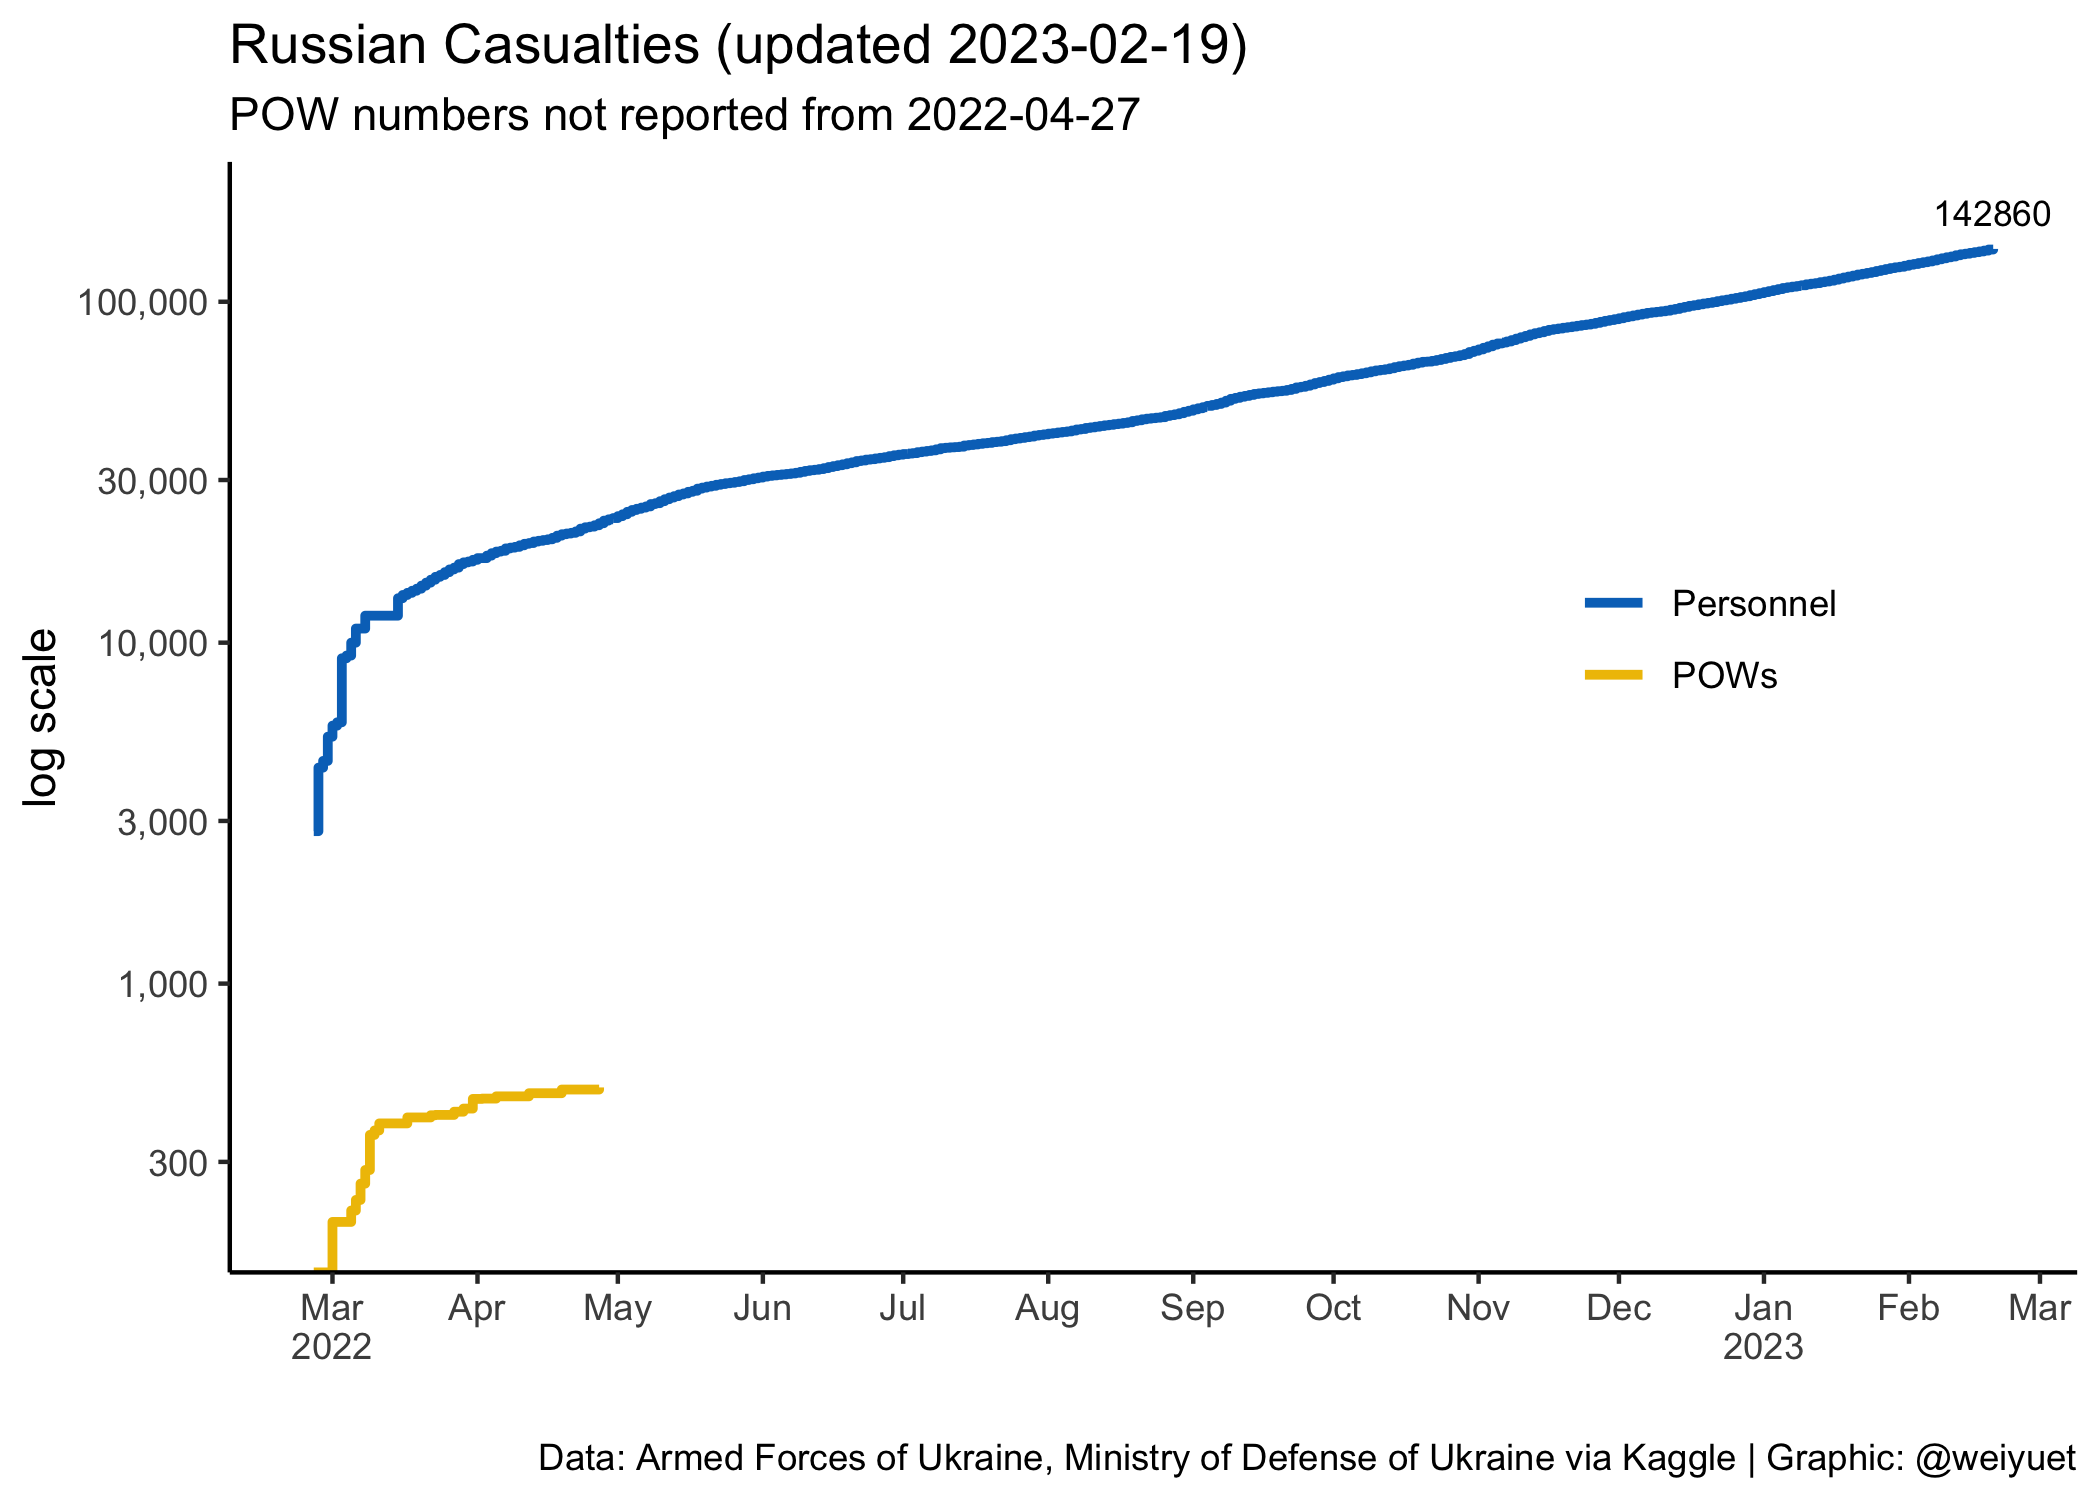 Russian Casualties (updated 2023-02-19)
POW numbers not reported from 2022-04-27
142860
100,000
30,000
10,000
3,000
1,000
300
log scale
Personnel
POWs
Mar Apr May Jun Jul Aug Sep Oct Nov Dec Jan Feb Mar
2022 2023
Data: Armed Forces of Ukraine, Ministry of Defense of Ukraine via Kaggle | Graphic: @weiyuet